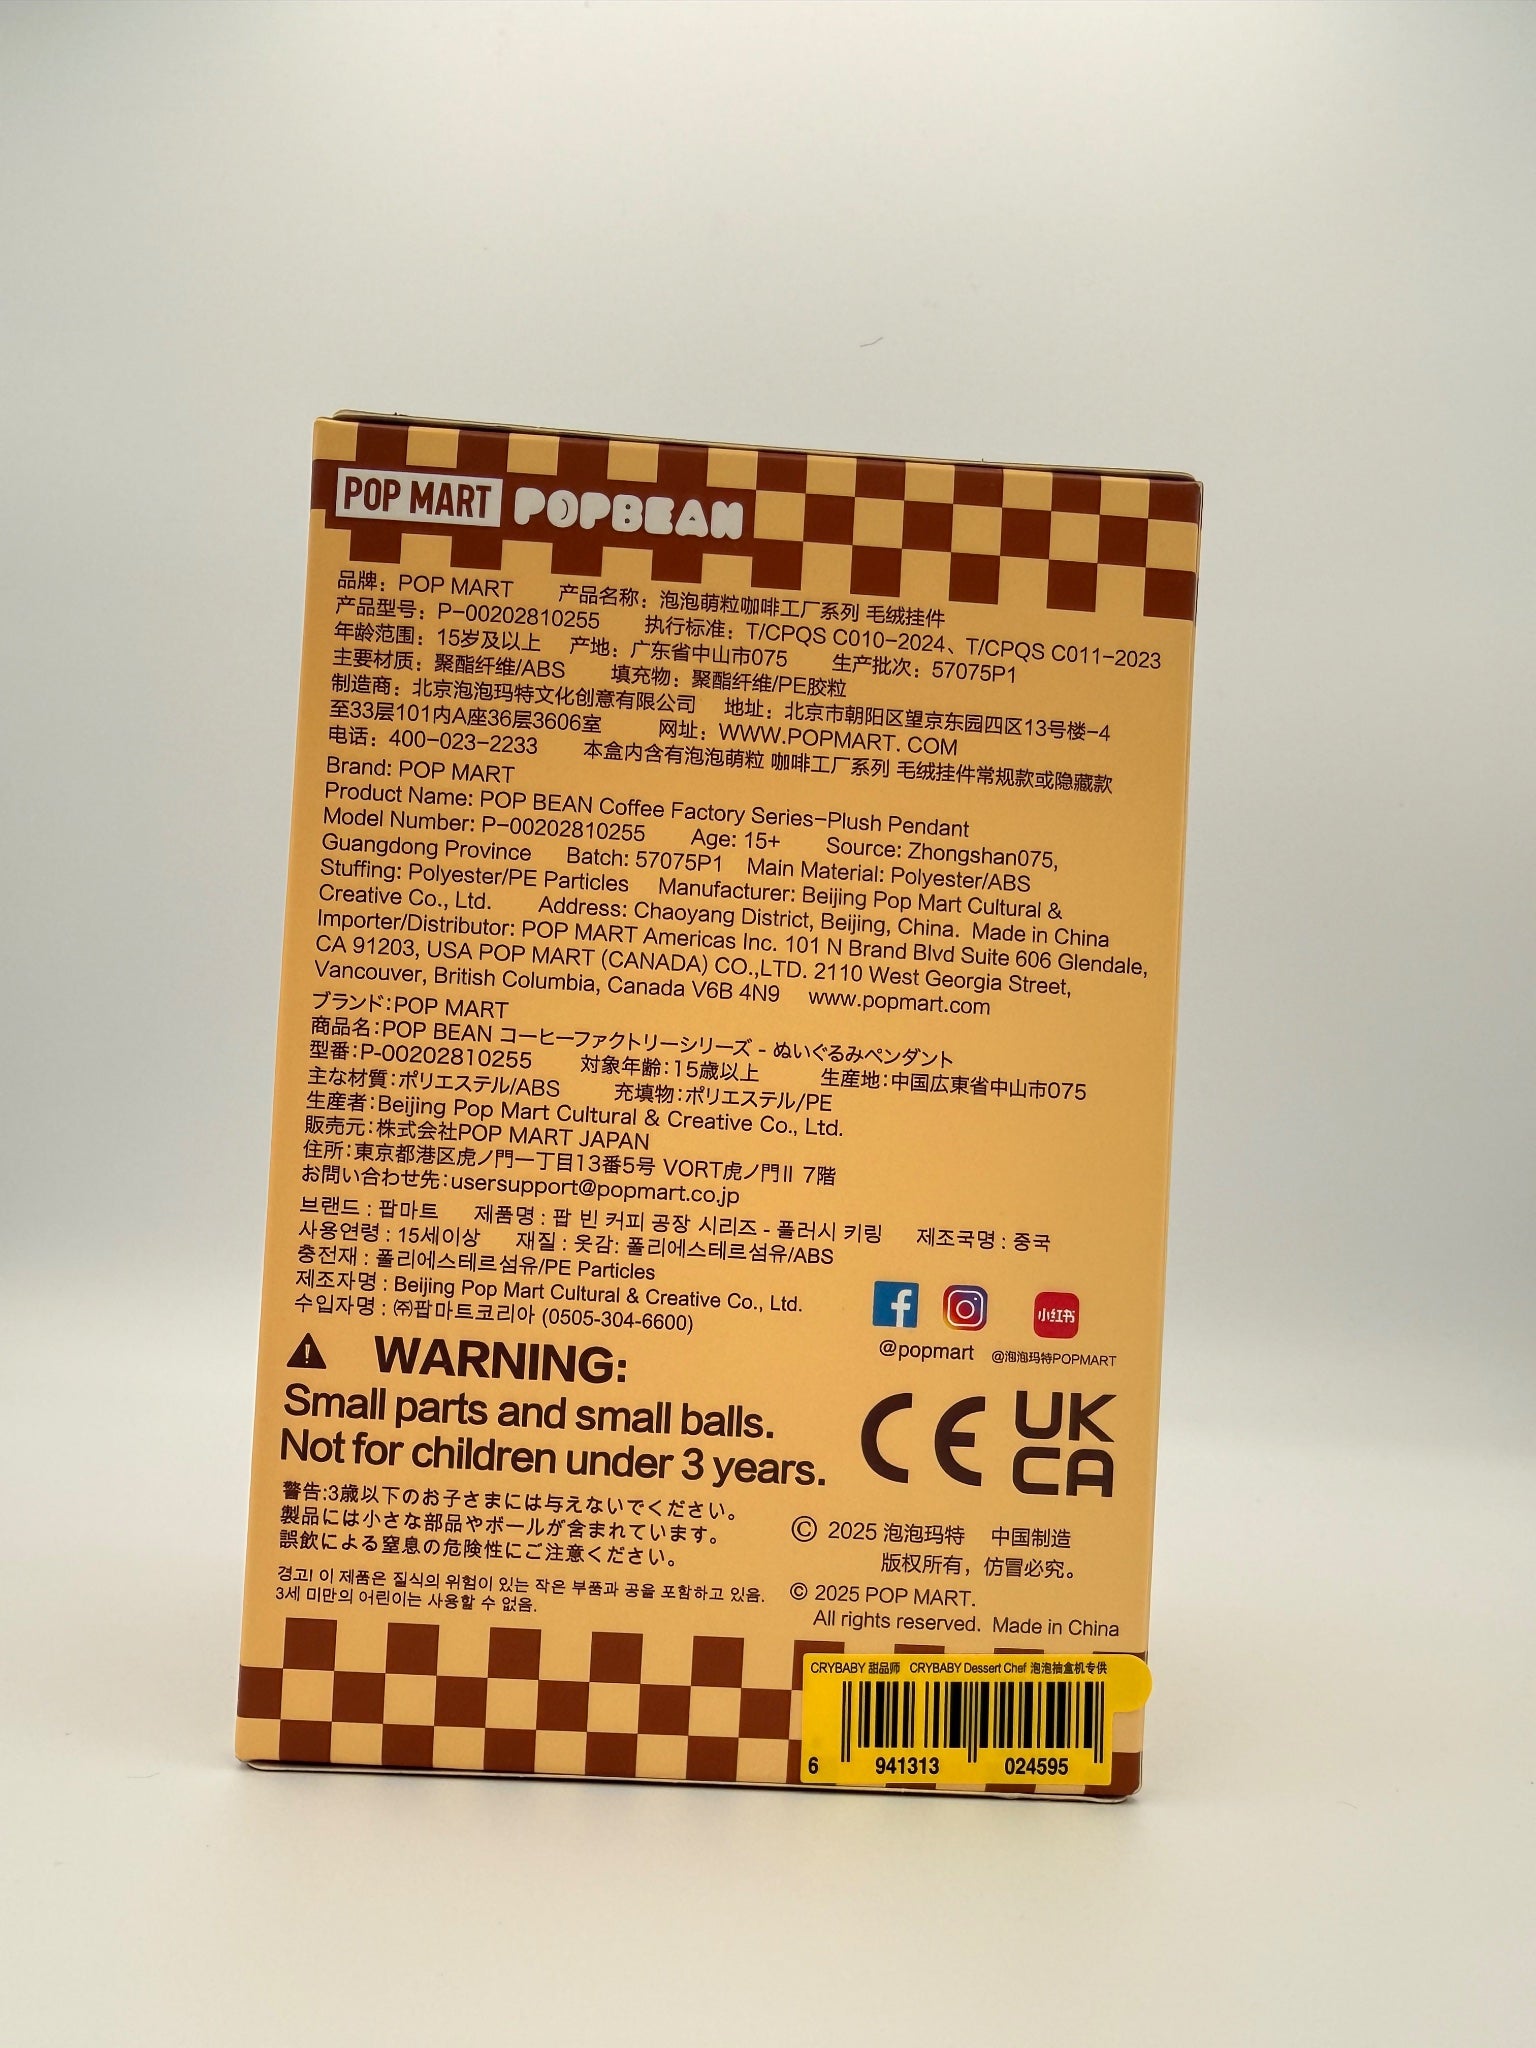 POP MART POPBEAN
品牌：POP MART 产品名称：泡泡萌粒咖啡工厂系列 毛绒挂件
产品型号：P-00202810255 执行标准：T/CPQS C010-2024、T/CPQS C011-2023
年龄范围：15岁及以上 产地：广东省中山市075 生产批次：57075P1
主要材质：聚酯纤维/ABS 填充物：聚酯纤维/PE胶粒
制造商：北京泡泡玛特文化创意有限公司 地址：北京市朝阳区望京东园四区13号楼-4
至33层101内A座36层3606室 网址：WWW.POPMART. COM
电话：400-023-2233 本盒内含有泡泡萌粒 咖啡工厂系列 毛绒挂件常规款或隐藏款
Brand: POP MART
Product Name: POP BEAN Coffee Factory Series-Plush Pendant
Model Number: P-00202810255 Age: 15+ Source: Zhongshan075,
Guangdong Province Batch: 57075P1 Main Material: Polyester/ABS
Stuffing: Polyester/PE Particles Manufacturer: Beijing Pop Mart Cultural &
Creative Co., Ltd. Address: Chaoyang District, Beijing, China. Made in China
Importer/Distributor: POP MART Americas Inc. 101 N Brand Blvd Suite 606 Glendale,
CA 91203, USA POP MART (CANADA) CO.,LTD. 2110 West Georgia Street,
Vancouver, British Columbia, Canada V6B 4N9 www.popmart.com
ブランド：POP MART
商品名：POP BEAN コーヒーファクトリーシリーズ - ぬいぐるみペンダント
型番：P-00202810255 対象年齢：15歳以上 生産地：中国広東省中山市075
主な材質：ポリエステル/ABS 充填物：ポリエステル/PE
生産者：Beijing Pop Mart Cultural & Creative Co., Ltd.
販売元：株式会社POP MART JAPAN
住所：東京都港区虎ノ門一丁目13番5号 VORT虎ノ門II 7階
お問い合わせ先：usersupport@popmart.co.jp
브랜드 : 팝마트 제품명 : 팝 빈 커피 공장 시리즈 - 플러시 키링 제조국명 : 중국
사용연령 : 15세이상 재질 : 옷감: 폴리에스테르섬유/ABS
충전재 : 폴리에스테르섬유/PE Particles
제조자명 : Beijing Pop Mart Cultural & Creative Co., Ltd.
수입자명 : ㈜팝마트코리아 (0505-304-6600)
小红书
@popmart @泡泡玛特POPMART
WARNING:
Small parts and small balls.
Not for children under 3 years.
CE UK
CA
警告:3歳以下のお子さまには与えないでください。
製品には小さな部品やボールが含まれています。
誤飲による窒息の危険性にご注意ください。
경고! 이 제품은 질식의 위험이 있는 작은 부품과 공을 포함하고 있음.
3세 미만의 어린이는 사용할 수 없음.
© 2025 泡泡玛特 中国制造
版权所有，仿冒必究。
© 2025 POP MART.
All rights reserved. Made in China
CRYBABY 甜品师 CRYBABY Dessert Chef 泡泡抽盒机专供
6 941313 024595